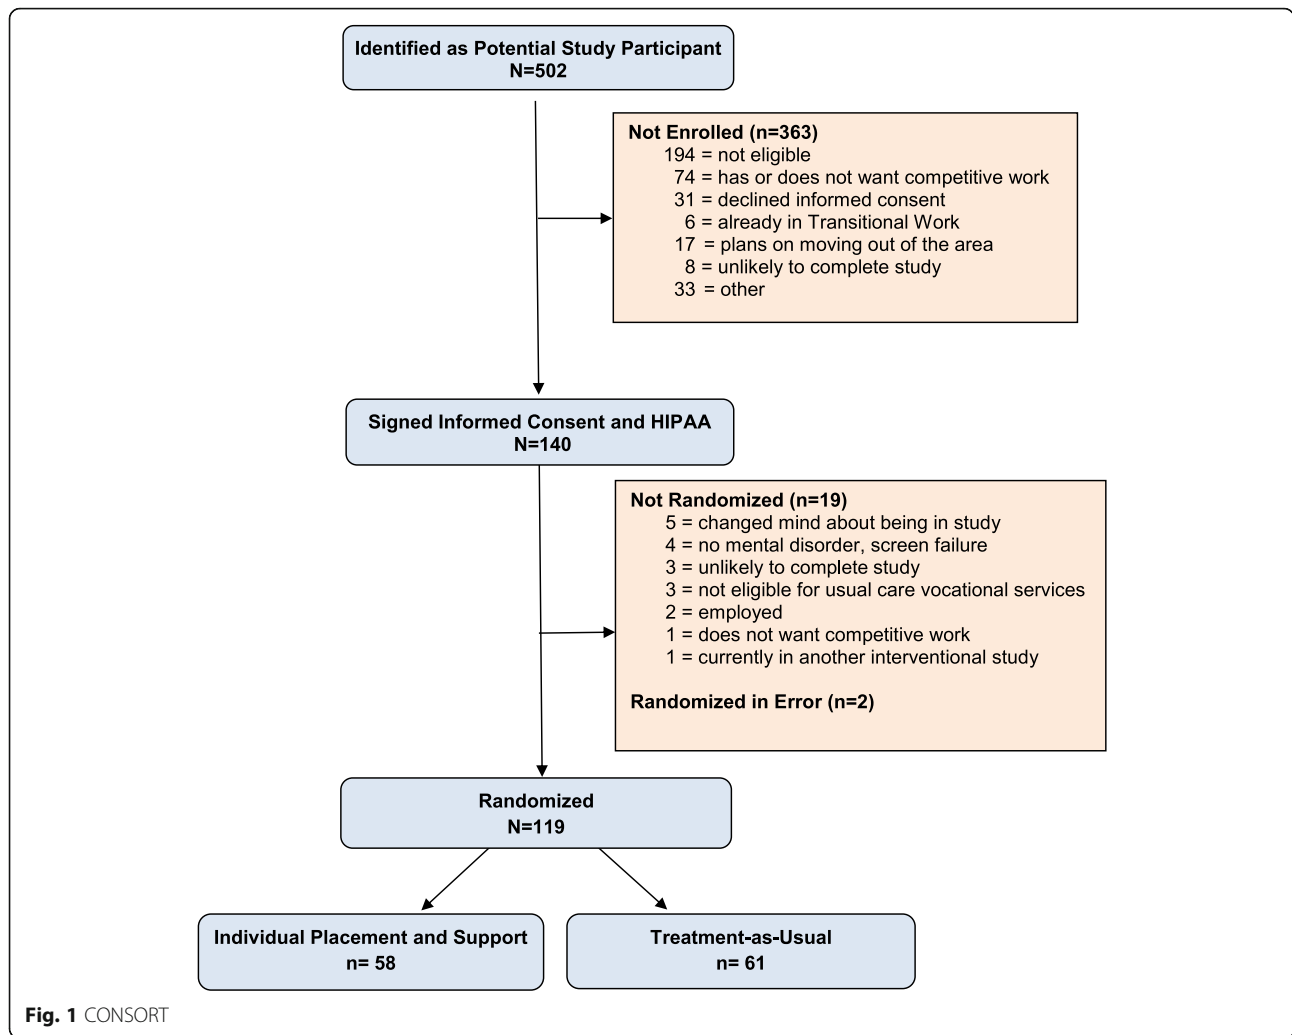 Identified as Potential Study Participant
N=502
Not Enrolled (n=363)
194 = not eligible
74 = has or does not want competitive work
31 = declined informed consent
6 = already in Transitional Work
17 = plans on moving out of the area
8 = unlikely to complete study
33 = other
Signed Informed Consent and HIPAA
N=140
Not Randomized (n=19)
5 = changed mind about being in study
4 = no mental disorder, screen failure
3 = unlikely to complete study
3 = not eligible for usual care vocational services
2 = employed
1 = does not want competitive work
1 = currently in another interventional study
Randomized in Error (n=2)
Randomized
N=119
Individual Placement and Support
n= 58
Treatment-as-Usual
n= 61
Fig. 1 CONSORT